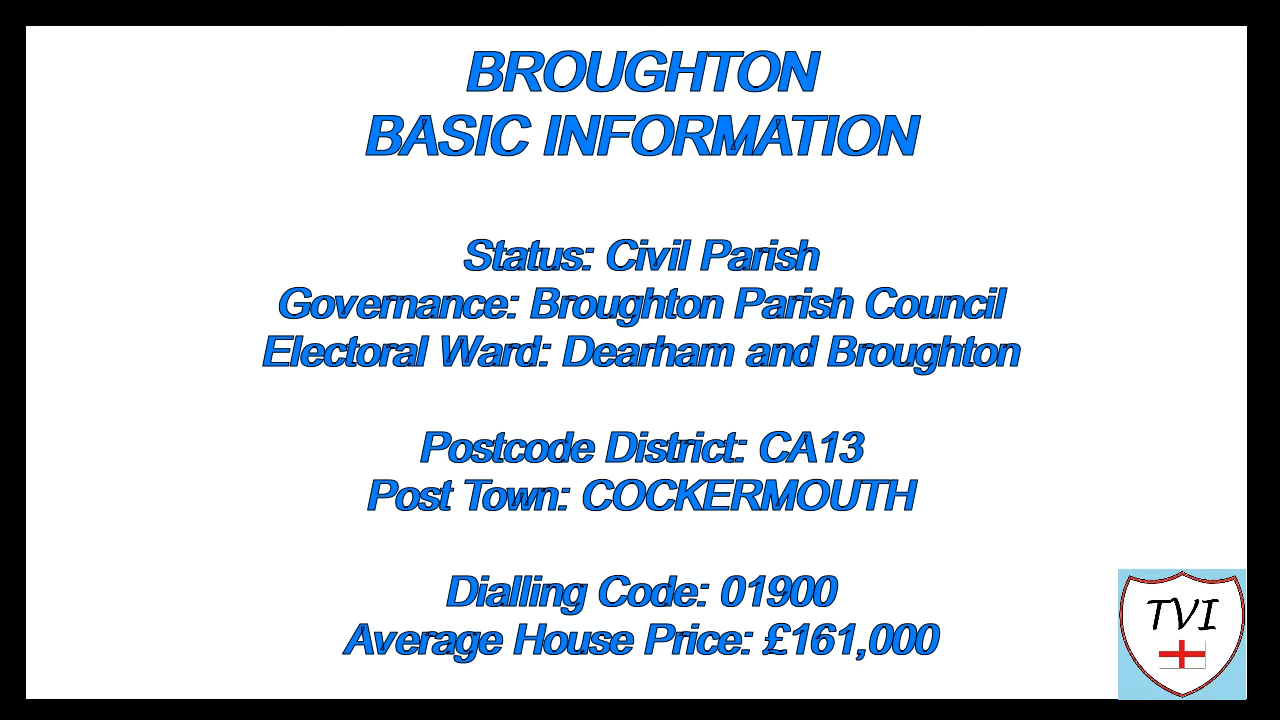 BROUGHTON
BASIC INFORMATION
Status: Civil Parish
Governance: Broughton Parish Council
Electoral Ward: Dearham and Broughton
Postcode District: CA13
Post Town: COCKERMOUTH
Dialling Code: 01900
Average House Price: £161,000
TVI